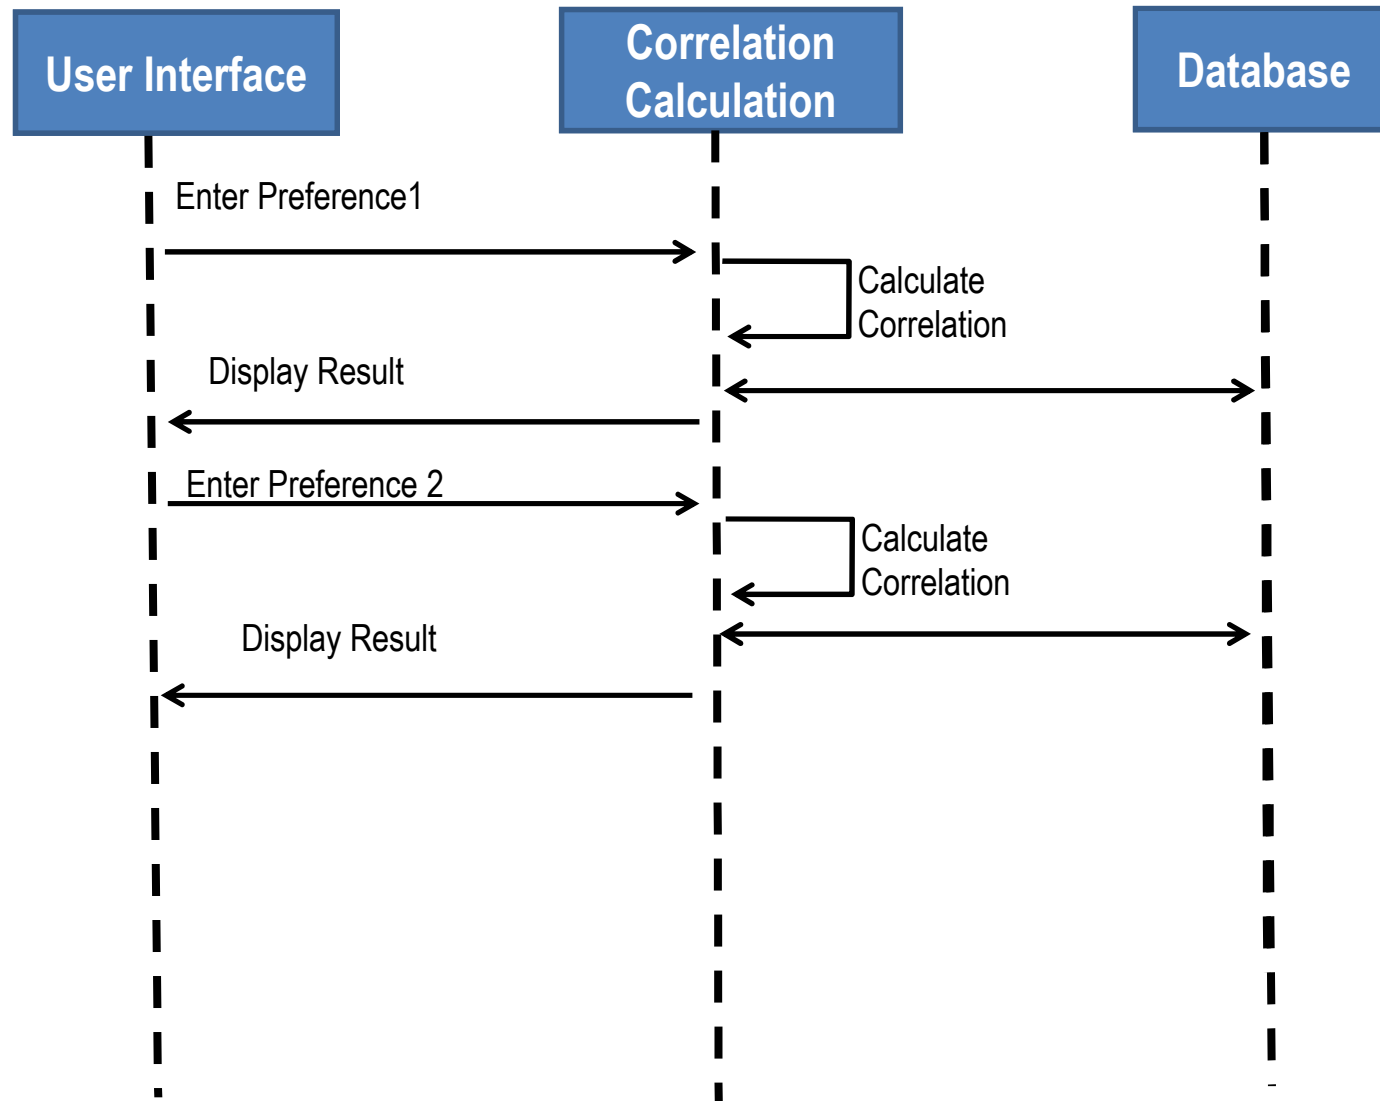 User Interface
Correlation
Calculation
Database
Enter Preference1
Calculate
Correlation
Display Result
Enter Preference 2
Calculate
Correlation
Display Result